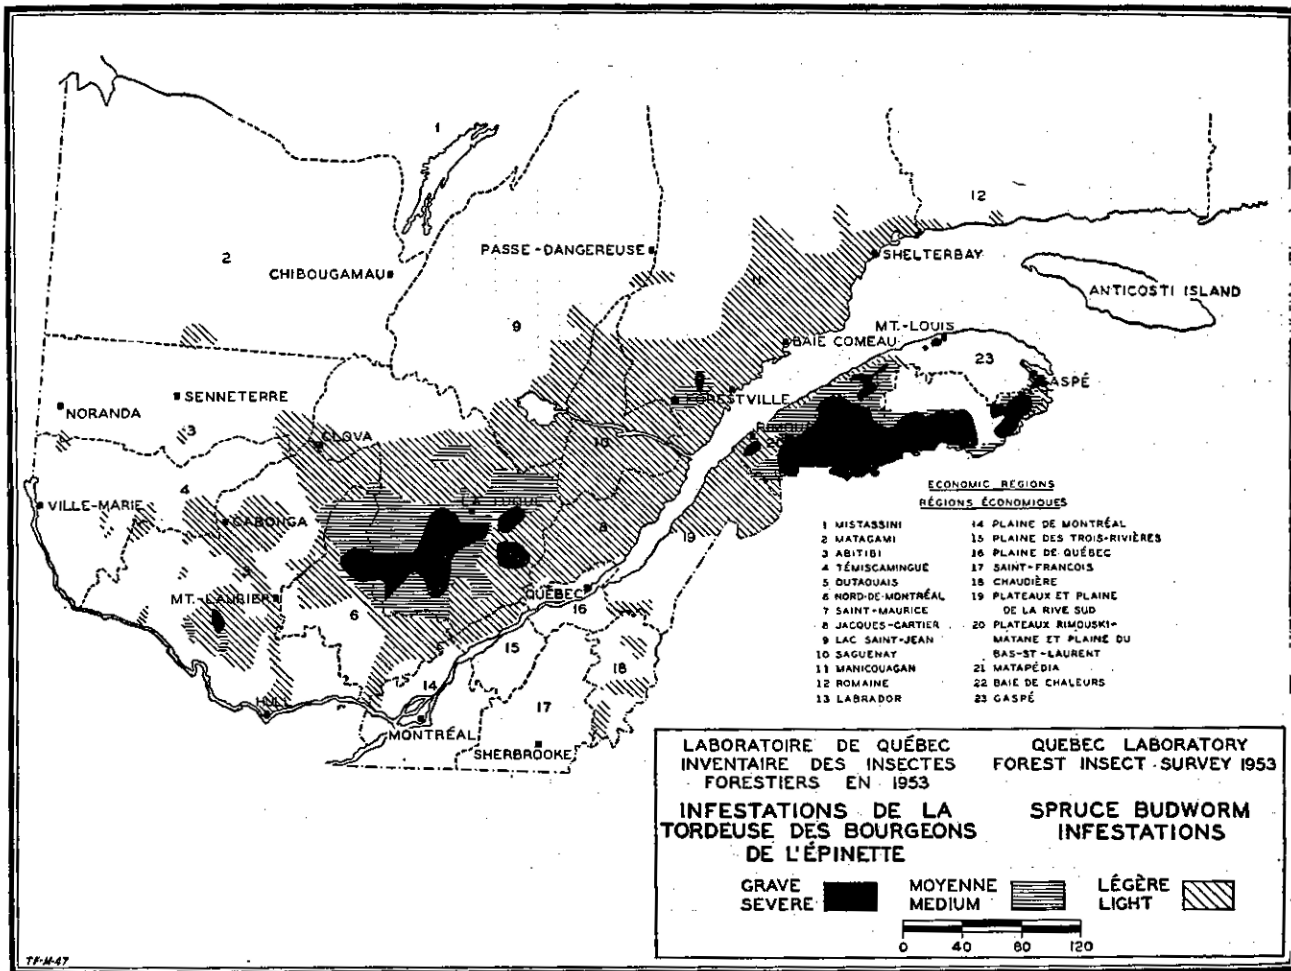 1
12
2
PASSE-DANGEREUSE
SHELTERBAY
CHIBOUGAMAU
11
ANTICOSTI ISLAND
9
MT.-LOUIS
BAIE COMEAU
23
GASPÉ
SENNETERRE
FORESTVILLE
NORANDA
3
CLOVA
10
RIMOUSKI
20
4
VILLE-MARIE
CABONGA
LA TUQUE
8
19
5
MT.-LAURIER
QUÉBEC
16
6
15
18
14
17
HULL
MONTRÉAL
SHERBROOKE
ECONOMIC REGIONS
RÉGIONS ÉCONOMIQUES
1 MISTASSINI
2 MATAGAMI
3 ABITIBI
4 TÉMISCAMINGUE
5 OUTAOUAIS
6 NORD-DE-MONTRÉAL
7 SAINT-MAURICE
8 JACQUES-CARTIER
9 LAC SAINT-JEAN
10 SAGUENAY
11 MANICOUAGAN
12 ROMAINE
13 LABRADOR
14 PLAINE DE MONTRÉAL
15 PLAINE DES TROIS-RIVIÈRES
16 PLAINE DE QUÉBEC
17 SAINT-FRANCOIS
18 CHAUDIÈRE
19 PLATEAUX ET PLAINE
DE LA RIVE SUD
20 PLATEAUX RIMOUSKI-
MATANE ET PLAINE DU
BAS-ST-LAURENT
21 MATAPÉDIA
22 BAIE DE CHALEURS
23 GASPÉ
LABORATOIRE DE QUÉBEC
INVENTAIRE DES INSECTES
FORESTIERS EN 1953
QUEBEC LABORATORY
FOREST INSECT SURVEY 1953
INFESTATIONS DE LA
TORDEUSE DES BOURGEONS
DE L'ÉPINETTE
SPRUCE BUDWORM
INFESTATIONS
GRAVE
SEVERE
MOYENNE
MEDIUM
LÉGÈRE
LIGHT
0 40 80 120
TF-M-47